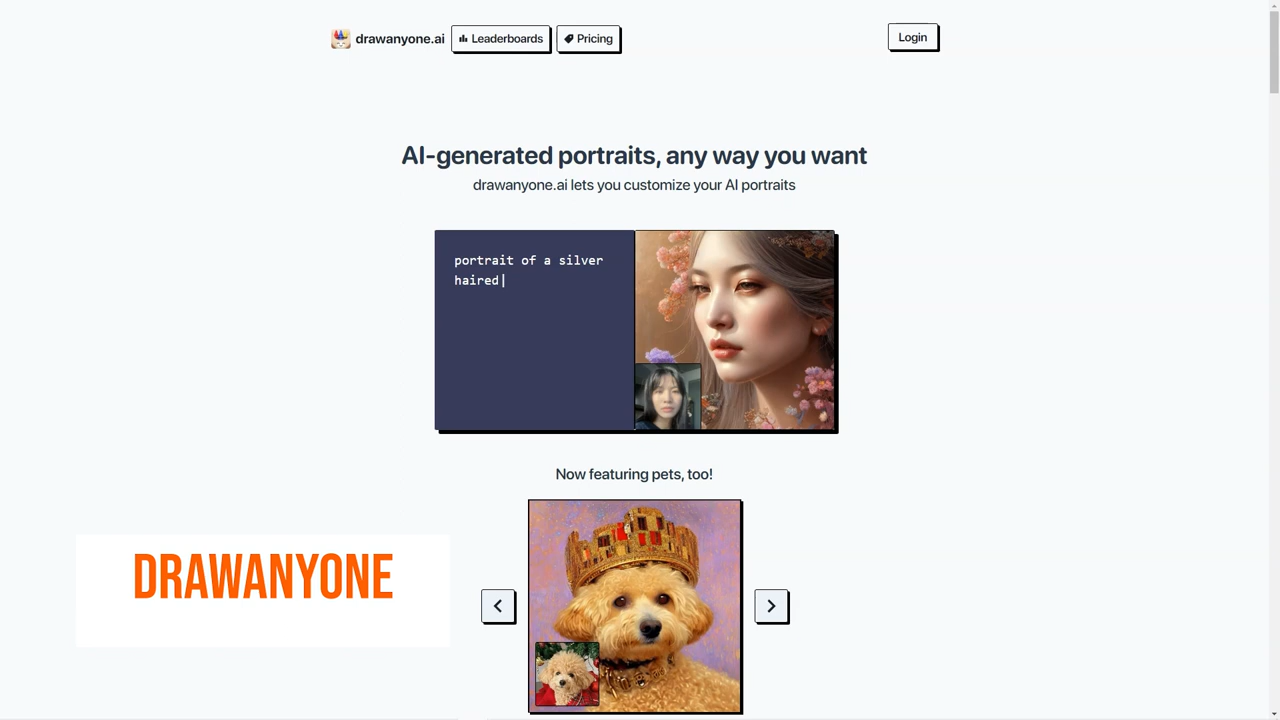 drawanyone.ai
Leaderboards
Pricing
Login
AI-generated portraits, any way you want
drawanyone.ai lets you customize your AI portraits
portrait of a silver
haired
Now featuring pets, too!
DRAWANYONE